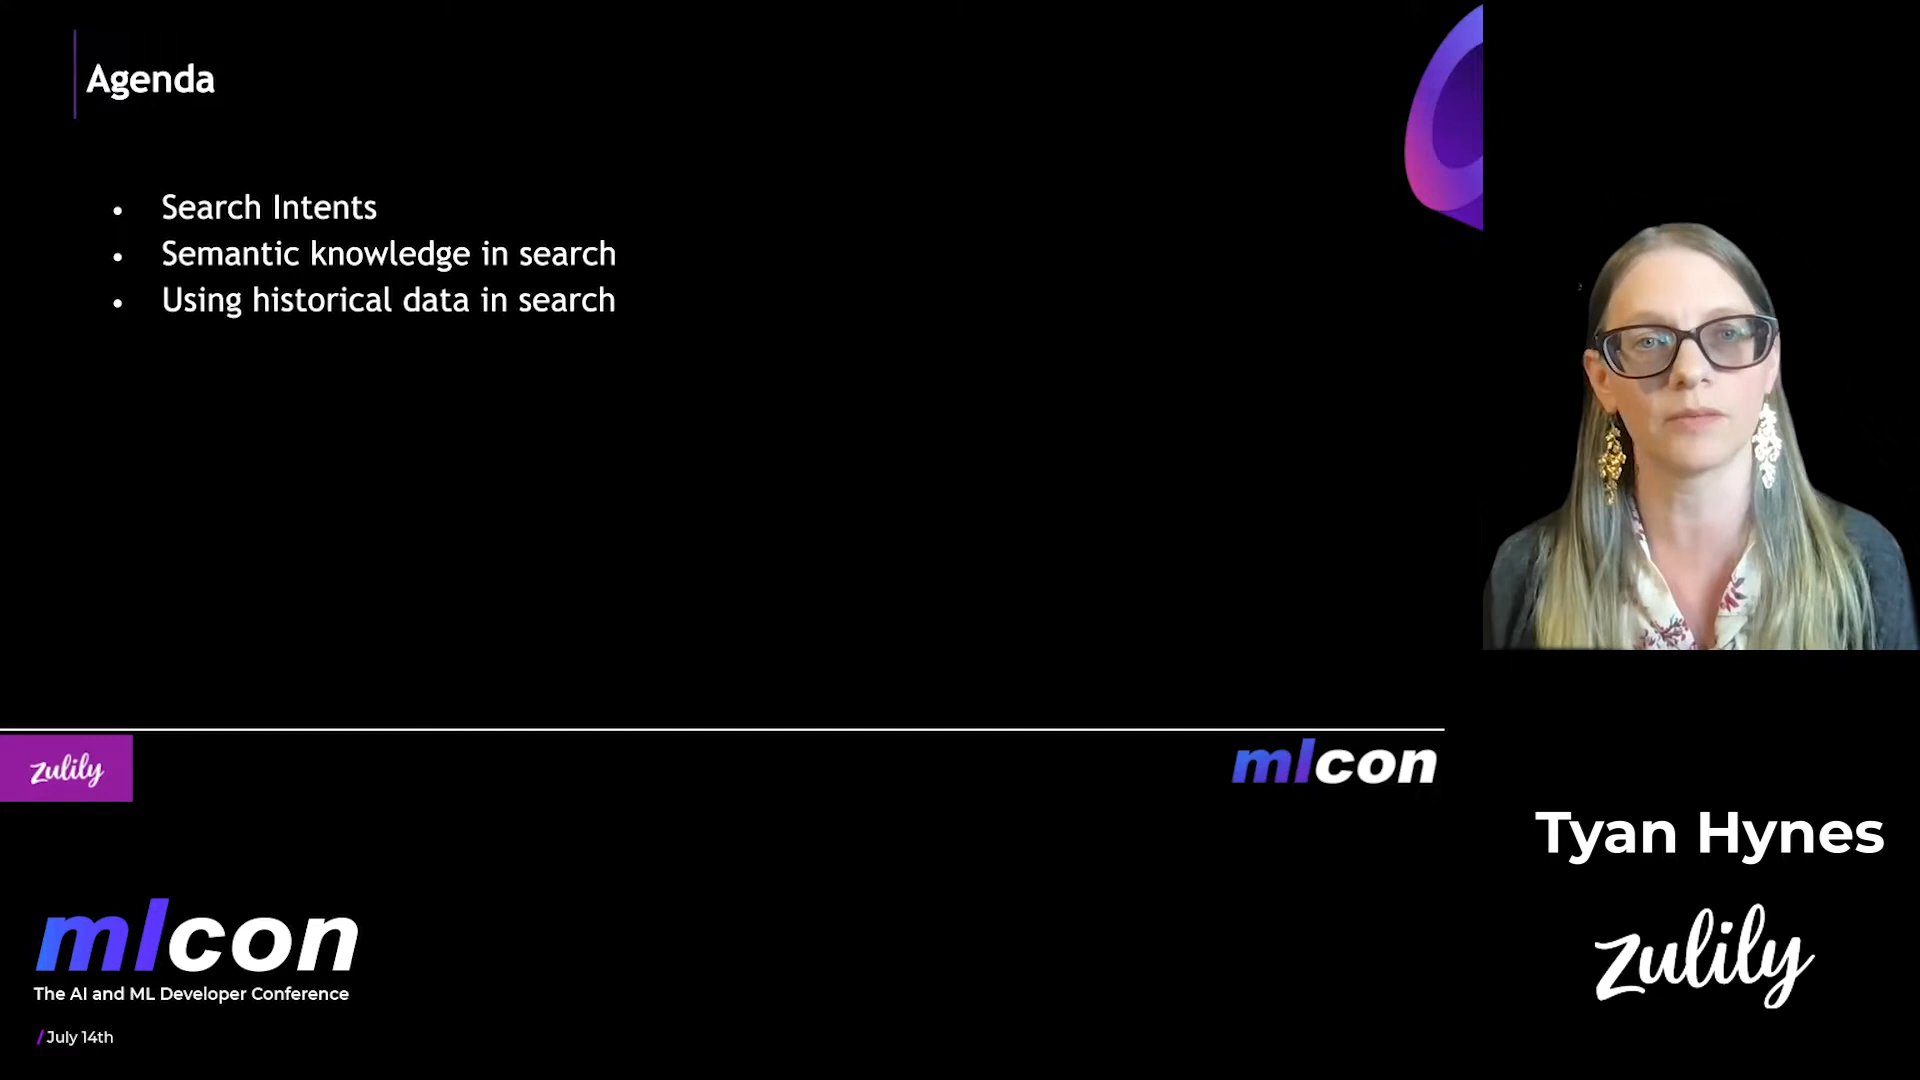 Agenda
• Search Intents
• Semantic knowledge in search
• Using historical data in search
zulily
mlcon
Tyan Hynes
zulily
mlcon
The AI and ML Developer Conference
/ July 14th